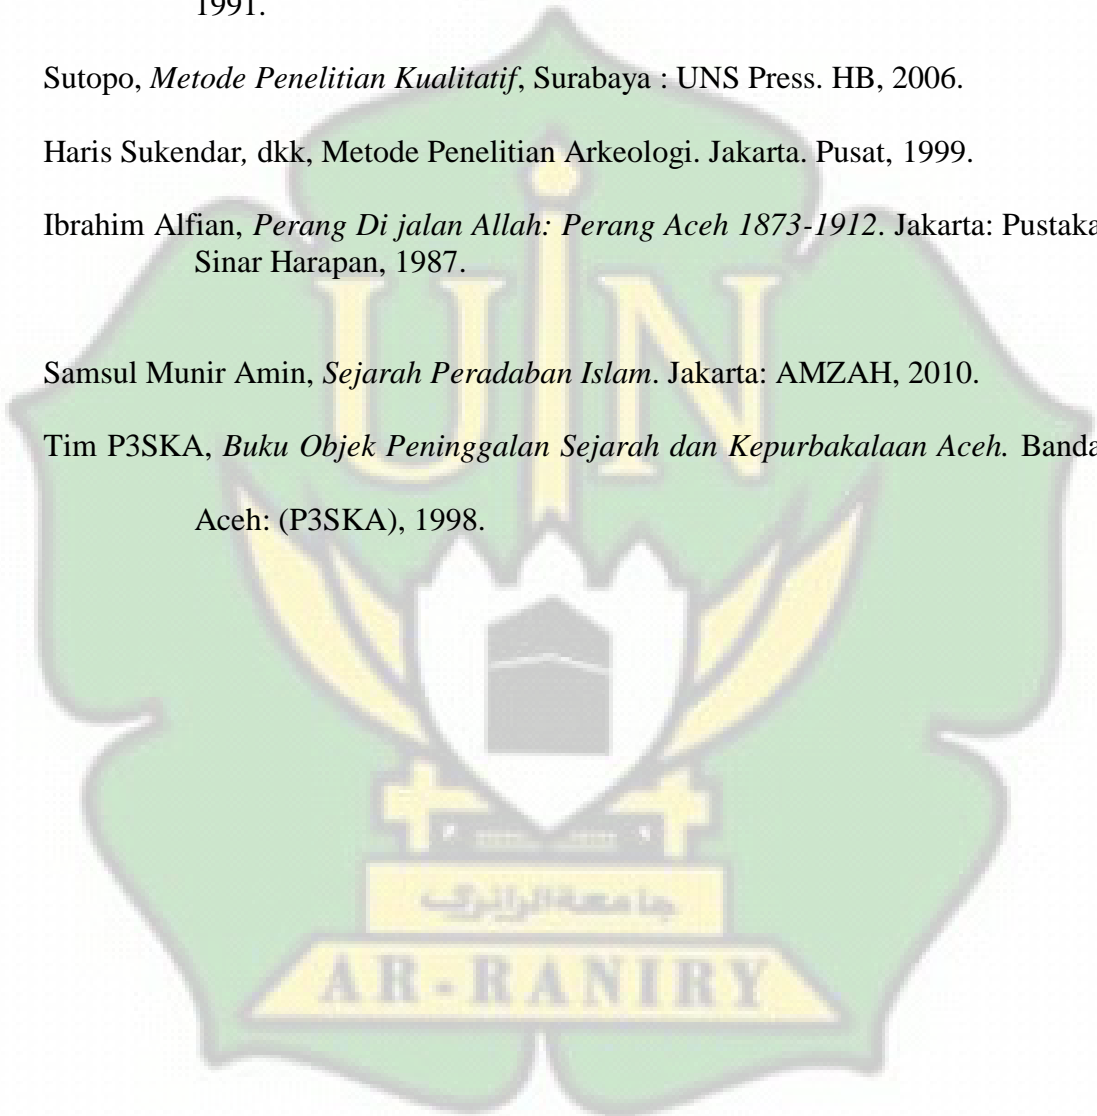 1991.
Sutopo, Metode Penelitian Kualitatif, Surabaya : UNS Press. HB, 2006.
Haris Sukendar, dkk, Metode Penelitian Arkeologi. Jakarta. Pusat, 1999.
Ibrahim Alfian, Perang Di jalan Allah: Perang Aceh 1873-1912. Jakarta: Pustaka
Sinar Harapan, 1987.
Samsul Munir Amin, Sejarah Peradaban Islam. Jakarta: AMZAH, 2010.
Tim P3SKA, Buku Objek Peninggalan Sejarah dan Kepurbakalaan Aceh. Banda
Aceh: (P3SKA), 1998.
UIN
جامعة الرانري
AR-RANIRY